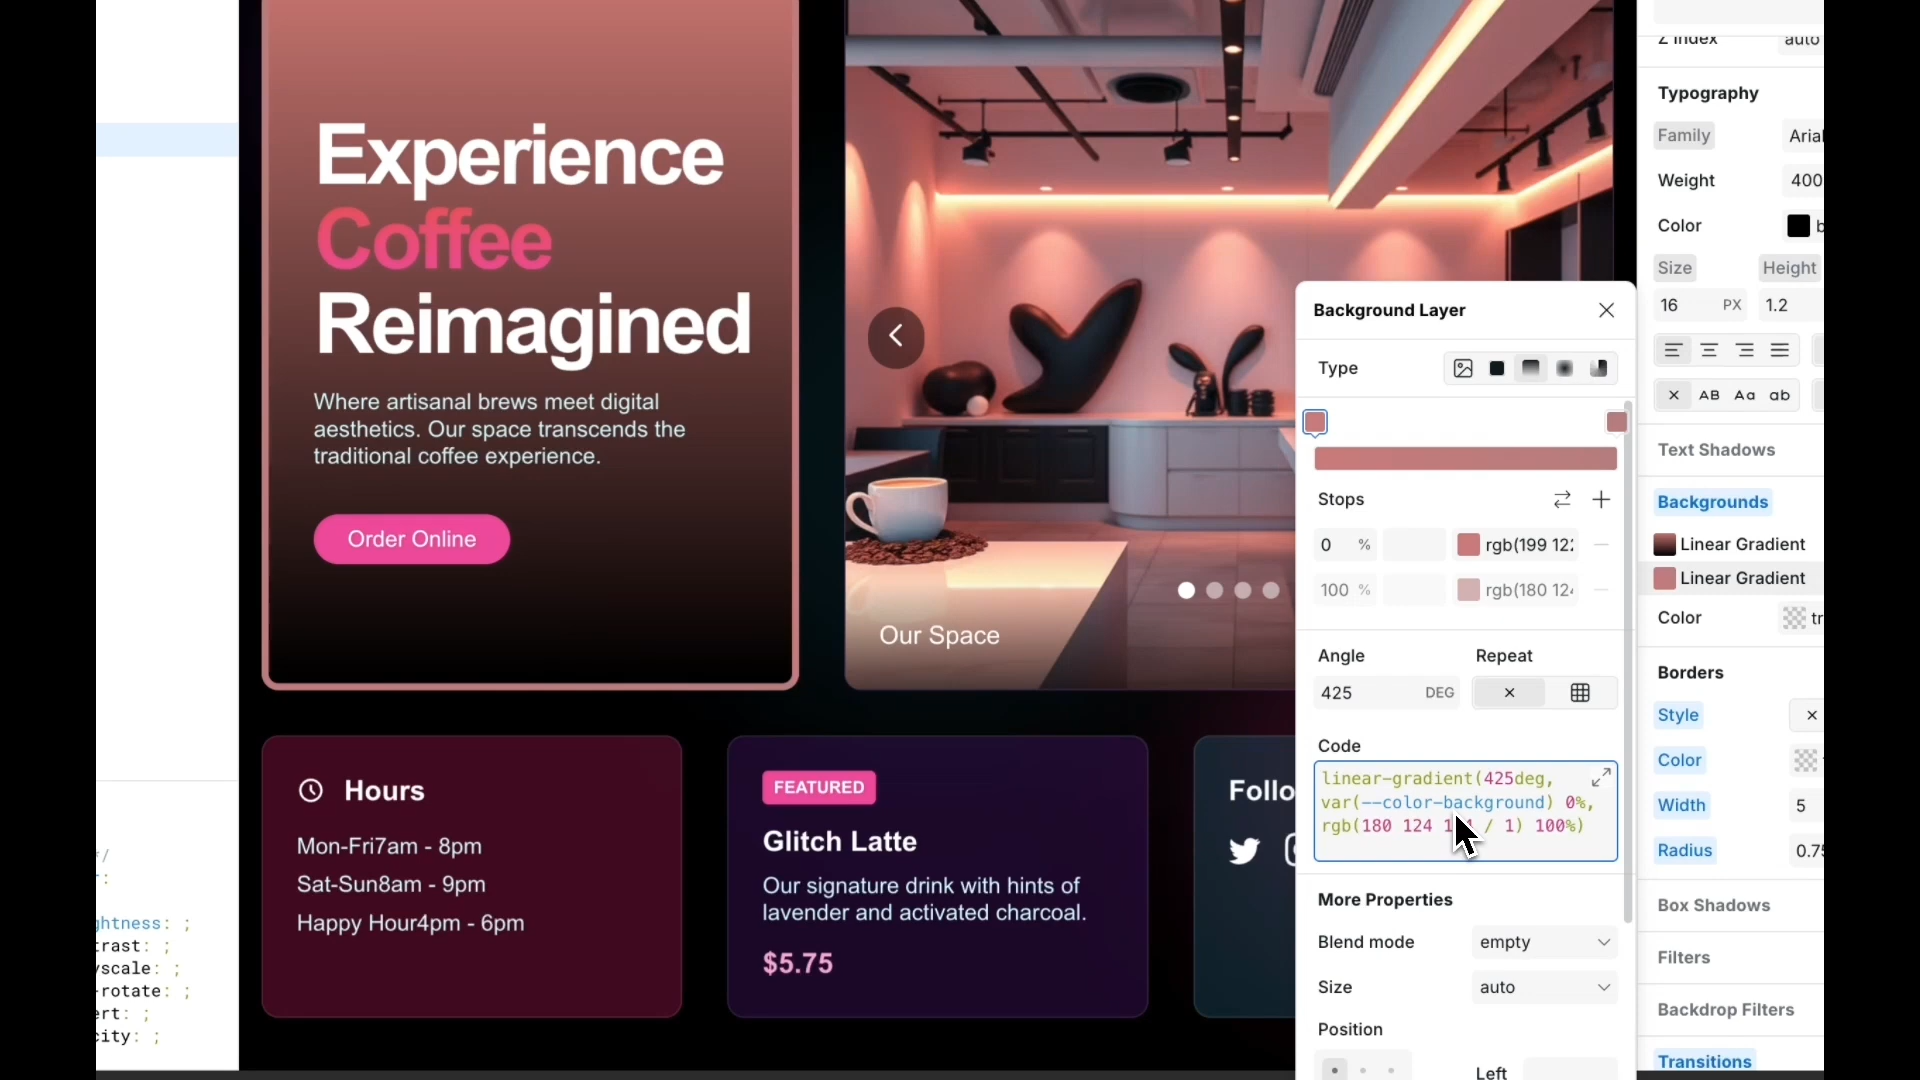 ghtness: ;
trast: ;
yscale: ;
-rotate: ;
ert: ;
city: ;
Experience
Coffee
Reimagined
Where artisanal brews meet digital
aesthetics. Our space transcends the
traditional coffee experience.
Order Online
Our Space
Hours
Mon-Fri7am - 8pm
Sat-Sun8am - 9pm
Happy Hour4pm - 6pm
FEATURED
Glitch Latte
Our signature drink with hints of
lavender and activated charcoal.
$5.75
Follo
Background Layer
Type
Stops
0 % rgb(199 12
100 % rgb(180 124
Angle Repeat
425 DEG
Code
linear-gradient(425deg,
var(--color-background) 0%,
rgb(180 124 / 1) 100%)
More Properties
Blend mode empty
Size auto
Position
Left
Z Index auto
Typography
Family Arial
Weight 400
Color b
Size Height
16 PX 1.2
AB Aa ab
Text Shadows
Backgrounds
Linear Gradient
Linear Gradient
Color tr
Borders
Style
Color
Width 5
Radius 0.75
Box Shadows
Filters
Backdrop Filters
Transitions